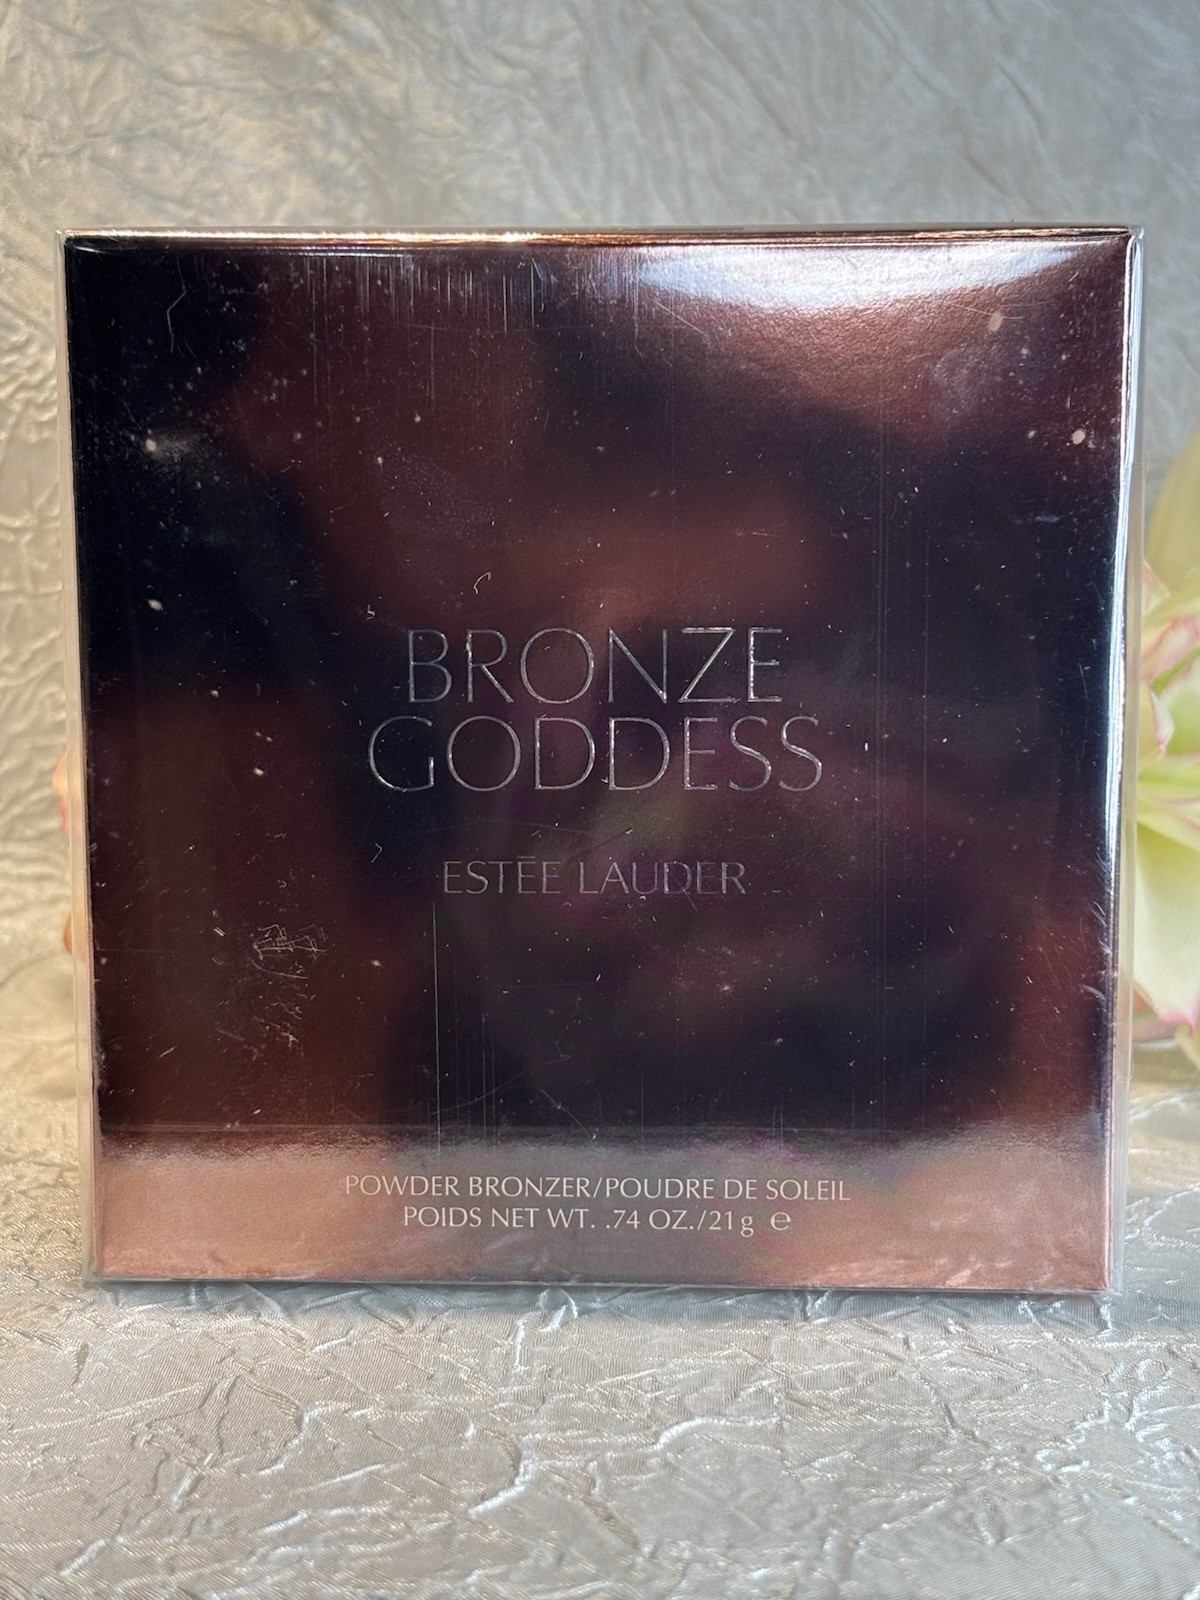 BRONZE
GODDESS
ESTĒE LAUDER
POWDER BRONZER/POUDRE DE SOLEIL
POIDS NET WT. .74 OZ./21g ℮